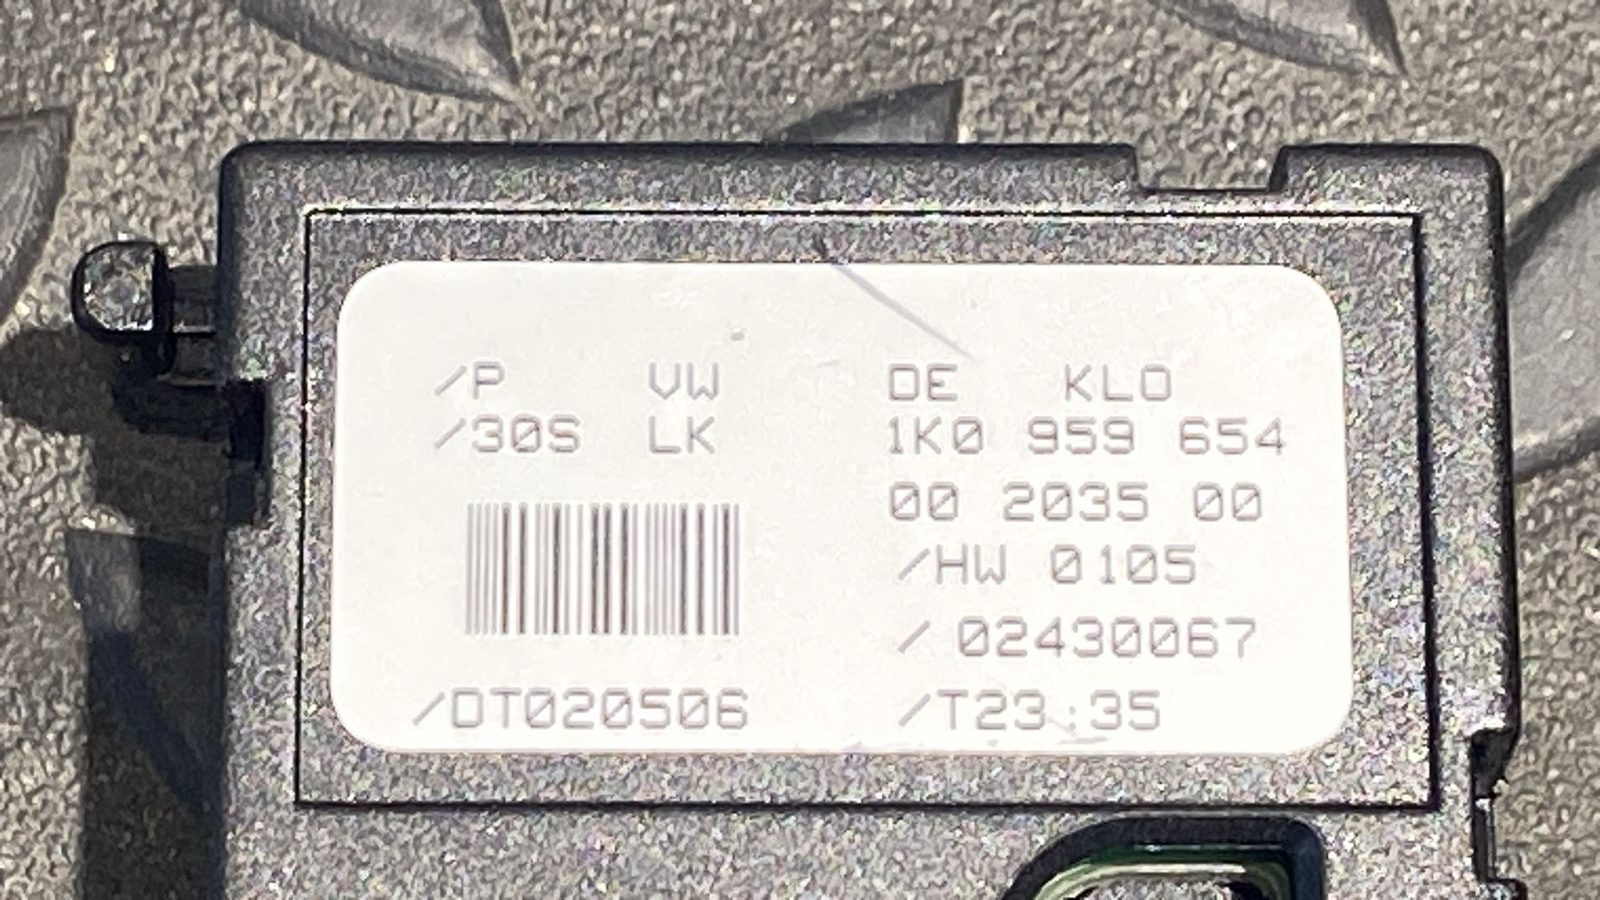 /P VW DE KLO
/30S LK 1K0 959 654
00 2035 00
/HW 0105
/ 02430067
/DT020506 /T23:35